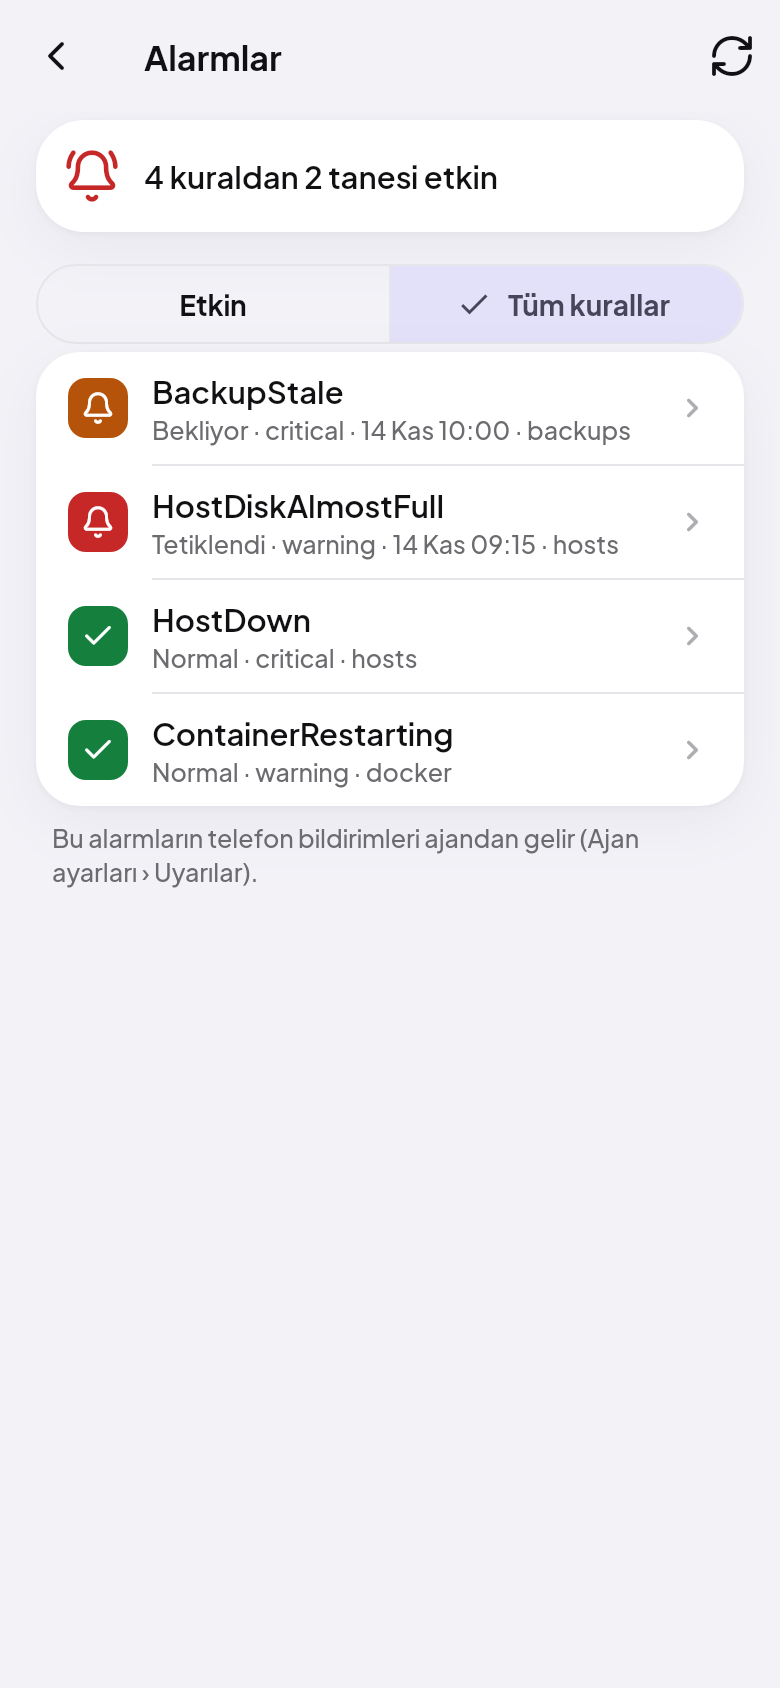 Alarmlar
4 kuraldan 2 tanesi etkin
Etkin
Tüm kurallar
BackupStale
Bekliyor · critical · 14 Kas 10:00 · backups
HostDiskAlmostFull
Tetiklendi · warning · 14 Kas 09:15 · hosts
HostDown
Normal · critical · hosts
ContainerRestarting
Normal · warning · docker
Bu alarmların telefon bildirimleri ajandan gelir (Ajan
ayarları › Uyarılar).